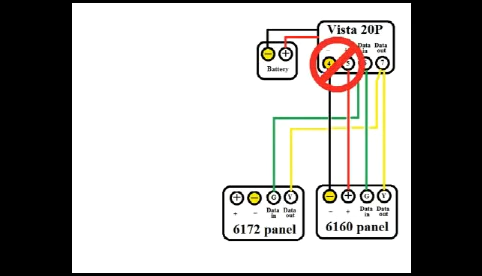 Vista 20P
Data in
Data out
- + 
Battery
4 5 7
+ - G V
+ - Data in Data out
6172 panel
- + G V
- + Data in Data out
6160 panel